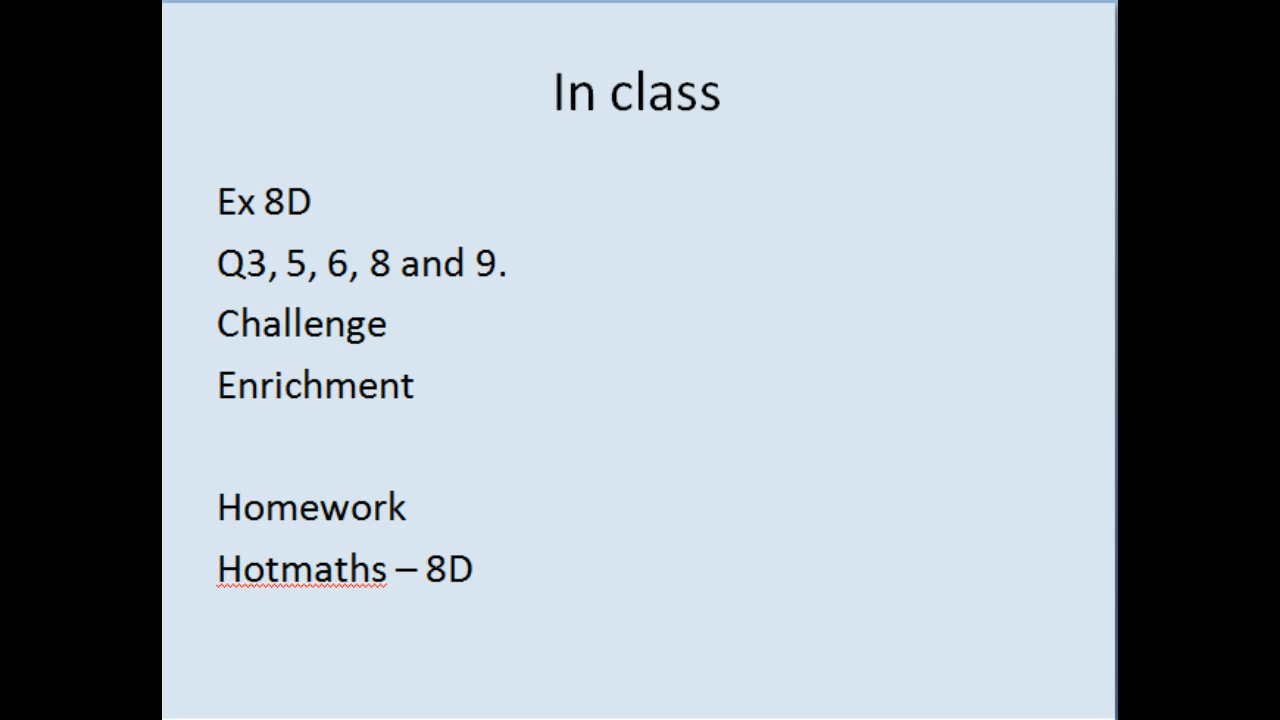 In class
Ex 8D
Q3, 5, 6, 8 and 9.
Challenge
Enrichment
Homework
Hotmaths – 8D